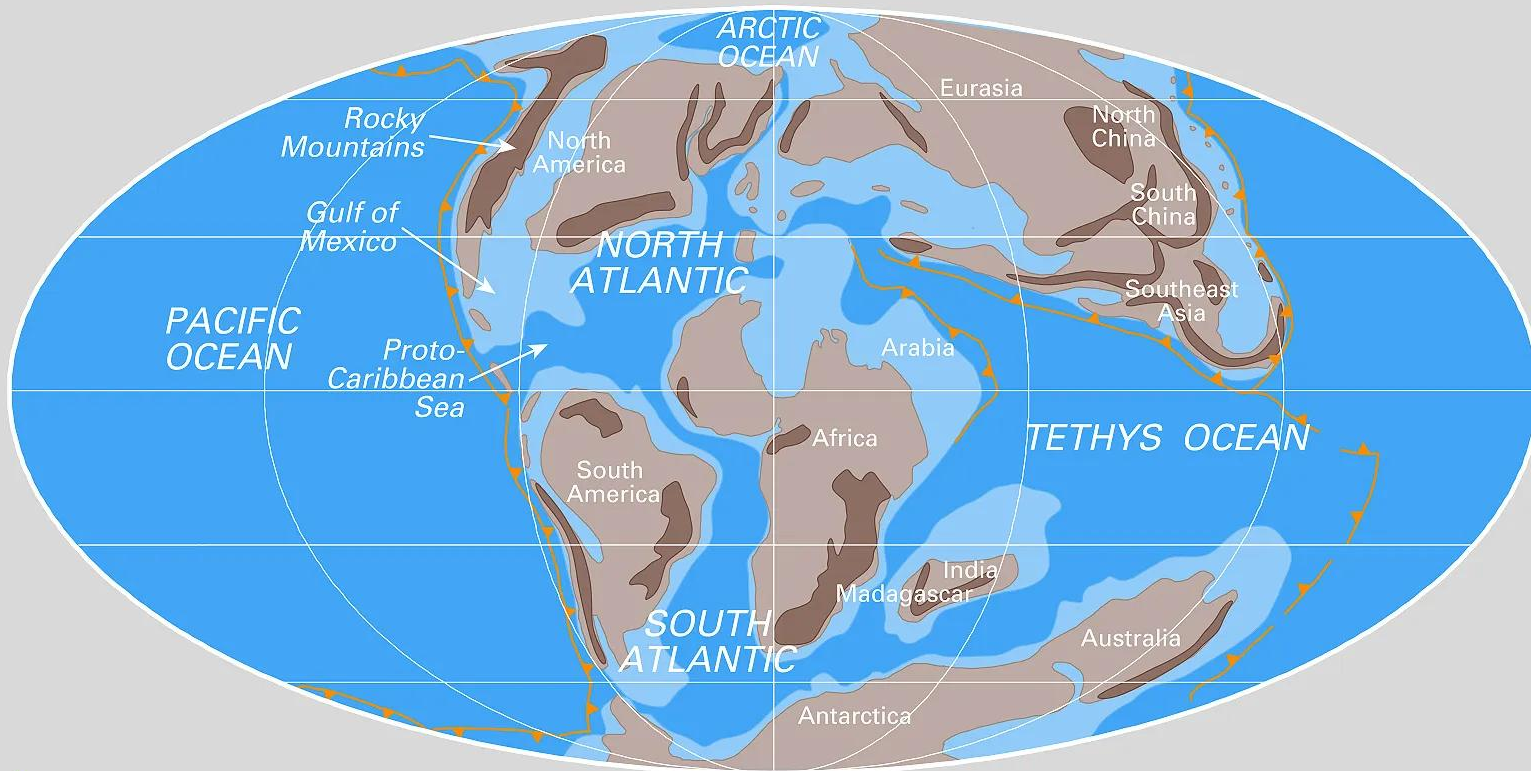 ARCTIC
OCEAN
Eurasia
Rocky
Mountains
North
America
North
China
South
China
Gulf of
Mexico
NORTH
ATLANTIC
Southeast
Asia
PACIFIC
OCEAN
Proto-
Caribbean
Sea
Arabia
Africa
TETHYS OCEAN
South
America
India
Madagascar
SOUTH
ATLANTIC
Australia
Antarctica